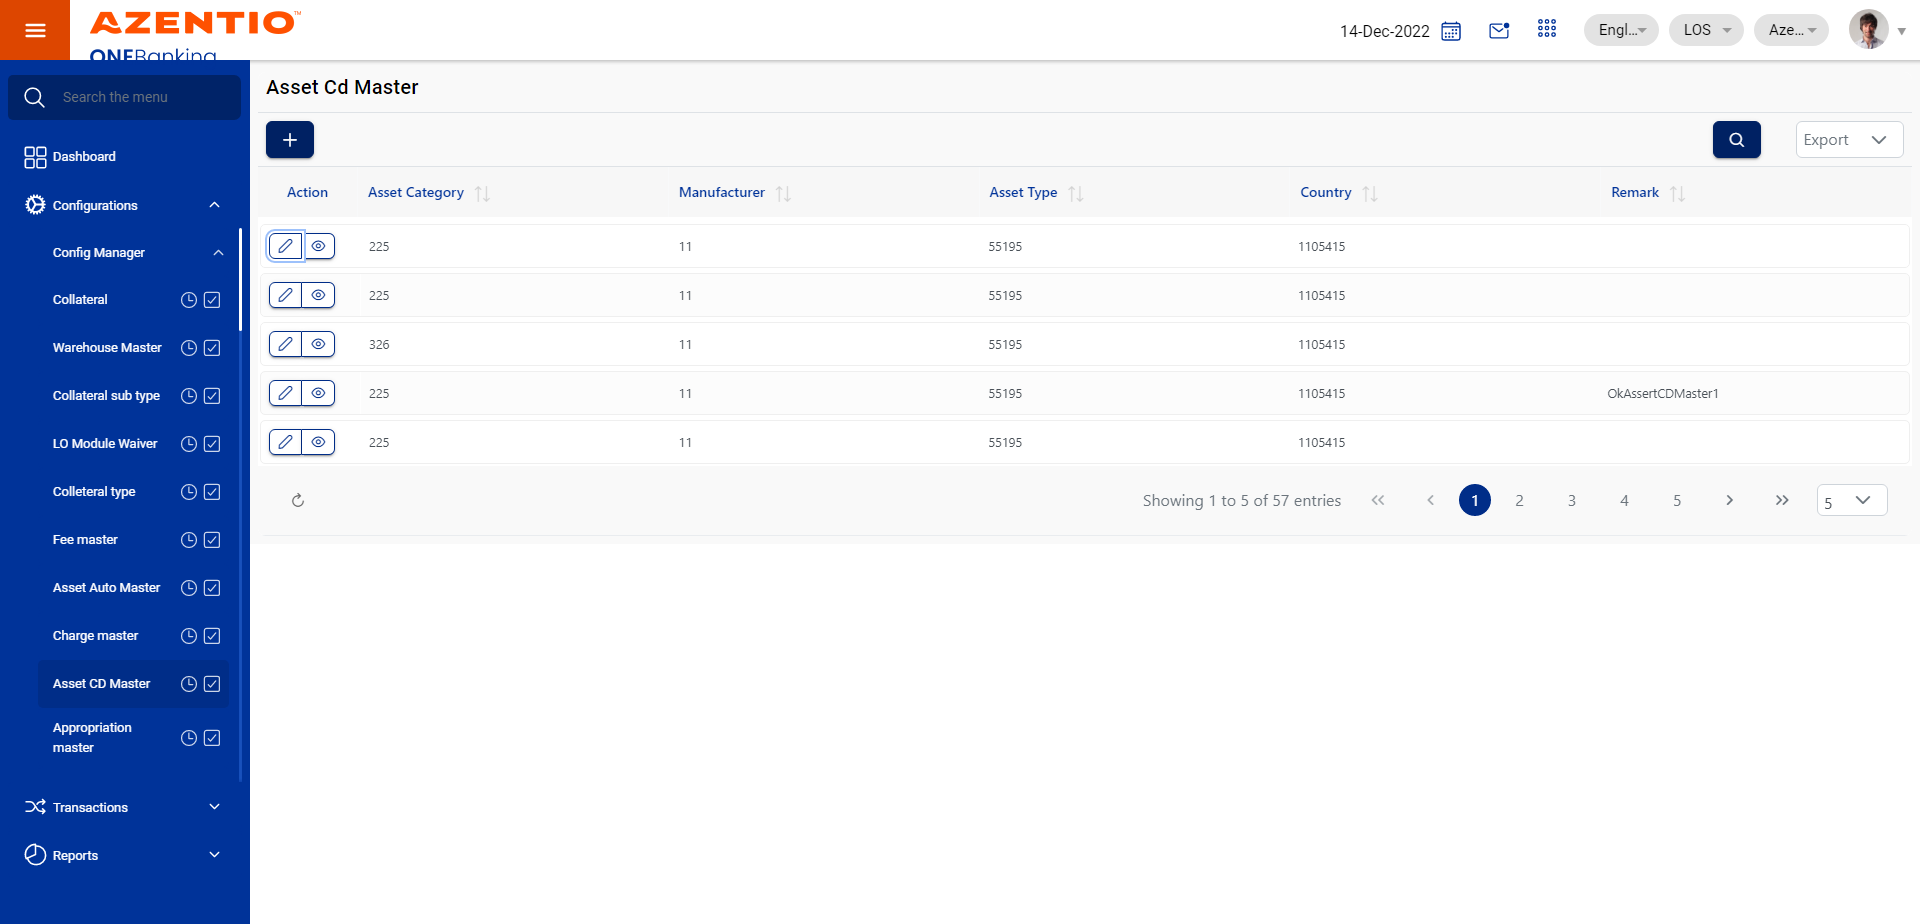 AZENTIO™
ONEBanking
14-Dec-2022
Engl...
LOS
Aze...
Search the menu
Dashboard
Configurations
Config Manager
Collateral
Warehouse Master
Collateral sub type
LO Module Waiver
Colleteral type
Fee master
Asset Auto Master
Charge master
Asset CD Master
Appropriation
master
Transactions
Reports
Asset Cd Master
Export
Action Asset Category Manufacturer Asset Type Country Remark
225 11 55195 1105415
225 11 55195 1105415
326 11 55195 1105415
225 11 55195 1105415 OkAssertCDMaster1
225 11 55195 1105415
Showing 1 to 5 of 57 entries 1 2 3 4 5 5